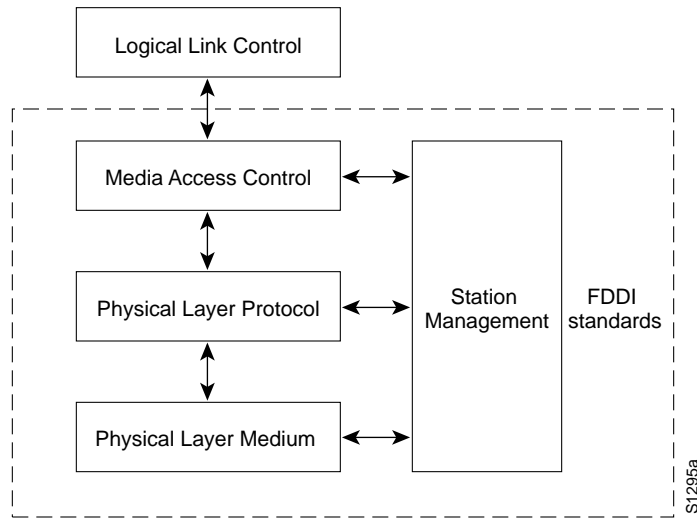 Logical Link Control
Media Access Control
Physical Layer Protocol
Station
Management
FDDI
standards
Physical Layer Medium
S1295a